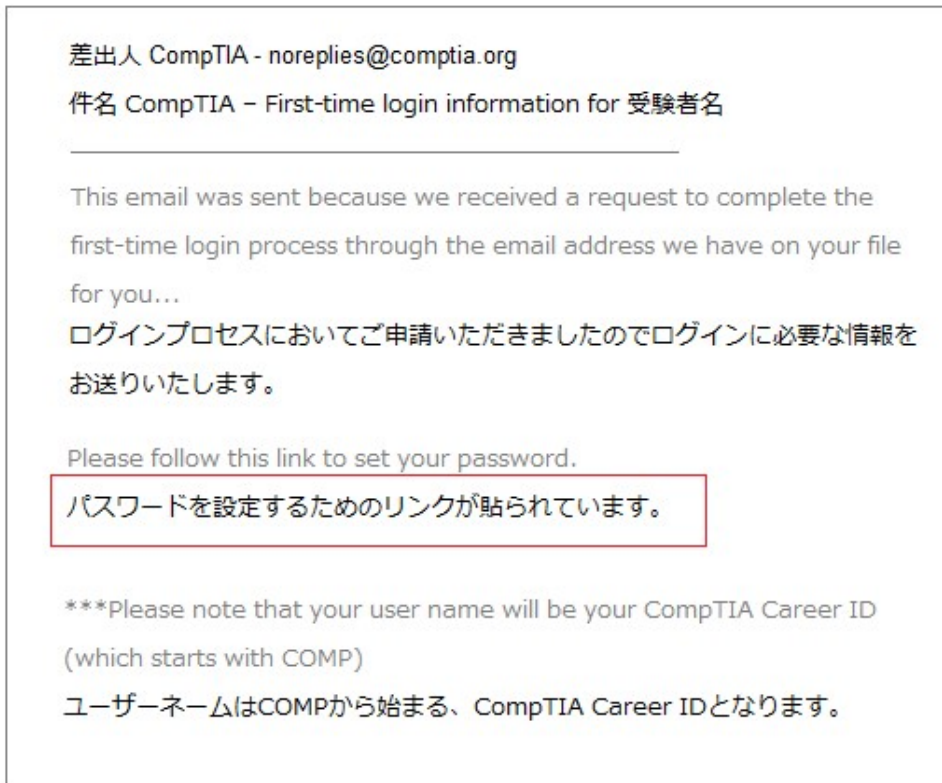 差出人 CompTIA - noreplies@comptia.org
件名 CompTIA – First-time login information for 受験者名
This email was sent because we received a request to complete the
first-time login process through the email address we have on your file
for you...
ログインプロセスにおいてご申請いただきましたのでログインに必要な情報を
お送りいたします。
Please follow this link to set your password.
パスワードを設定するためのリンクが貼られています。
***Please note that your user name will be your CompTIA Career ID
(which starts with COMP)
ユーザーネームはCOMPから始まる、CompTIA Career IDとなります。